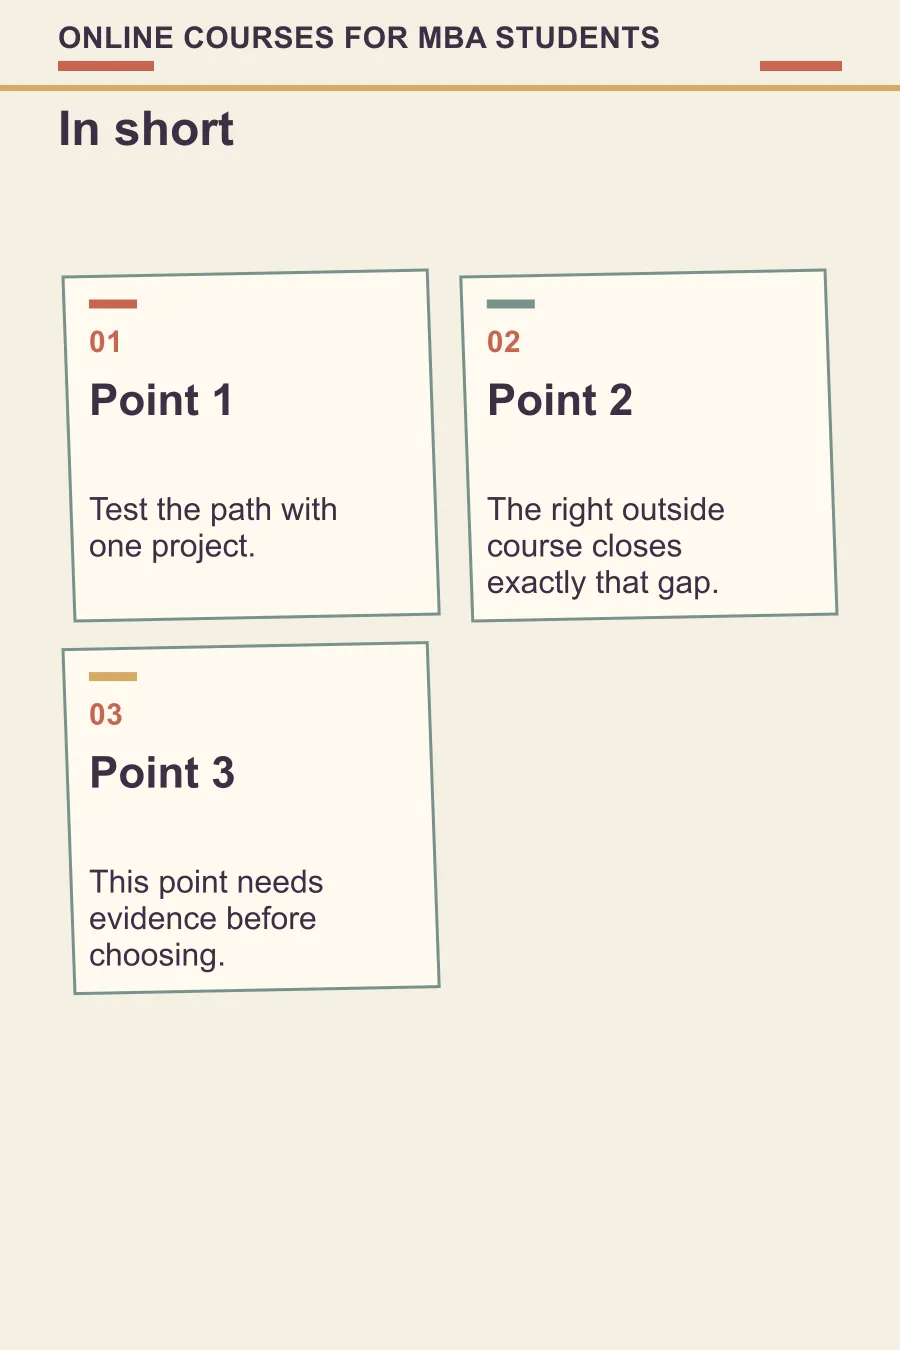 ONLINE COURSES FOR MBA STUDENTS
In short
01
Point 1
Test the path with
one project.
02
Point 2
The right outside
course closes
exactly that gap.
03
Point 3
This point needs
evidence before
choosing.